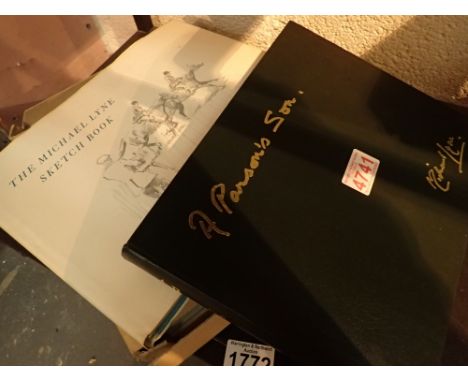 THE MICHAEL LYNE
SKETCH BOOK
A Parson's Son.
4741
1772